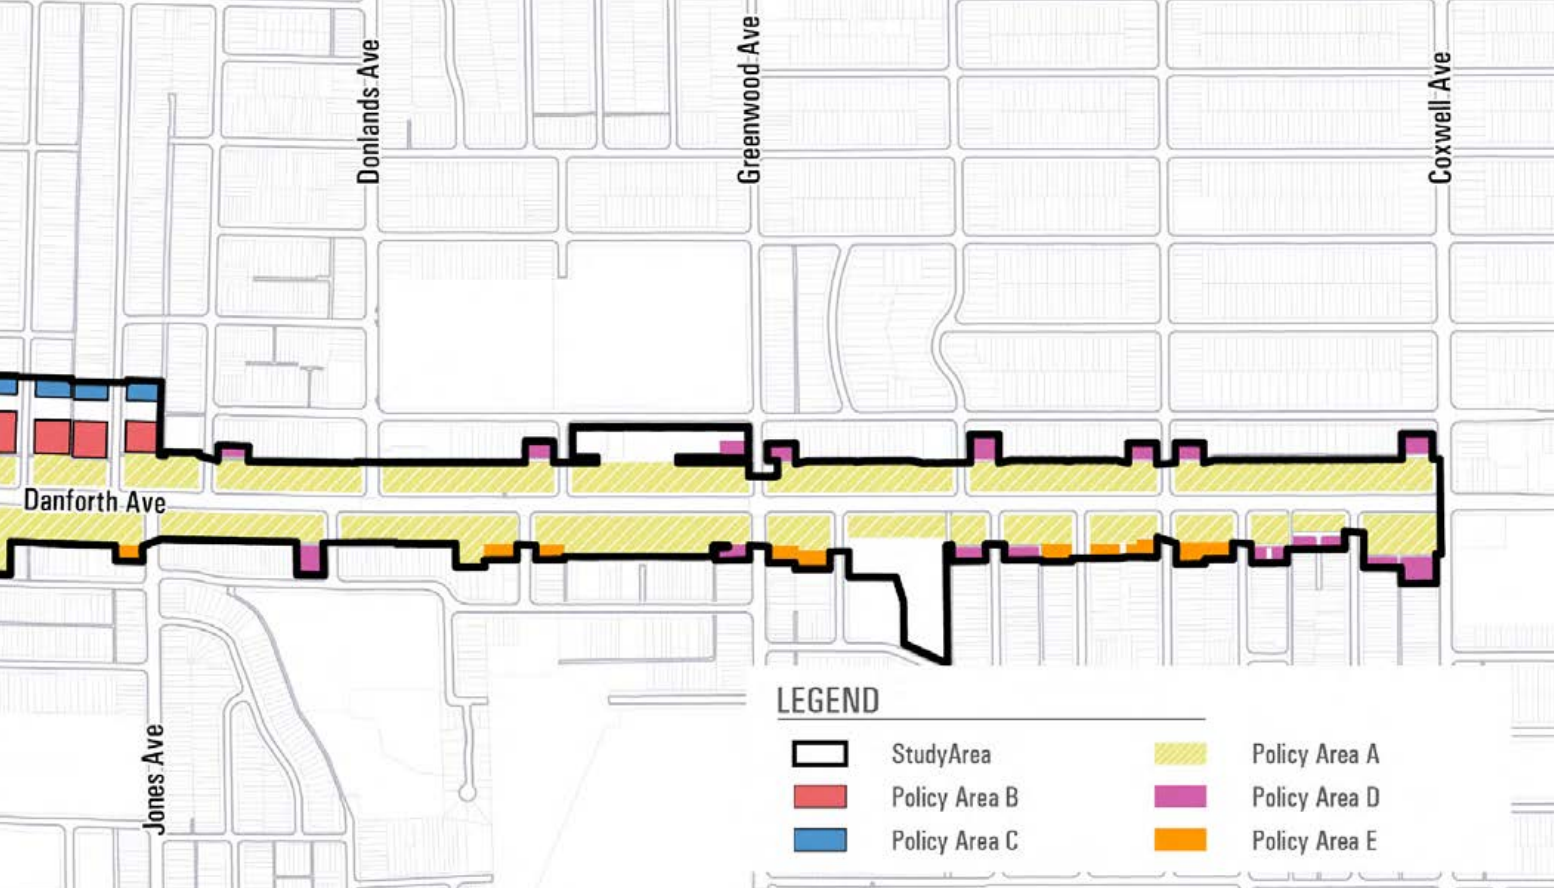 Donlands Ave
Greenwood Ave
Coxwell Ave
Danforth Ave
Jones Ave
LEGEND
StudyArea
Policy Area A
Policy Area B
Policy Area D
Policy Area C
Policy Area E